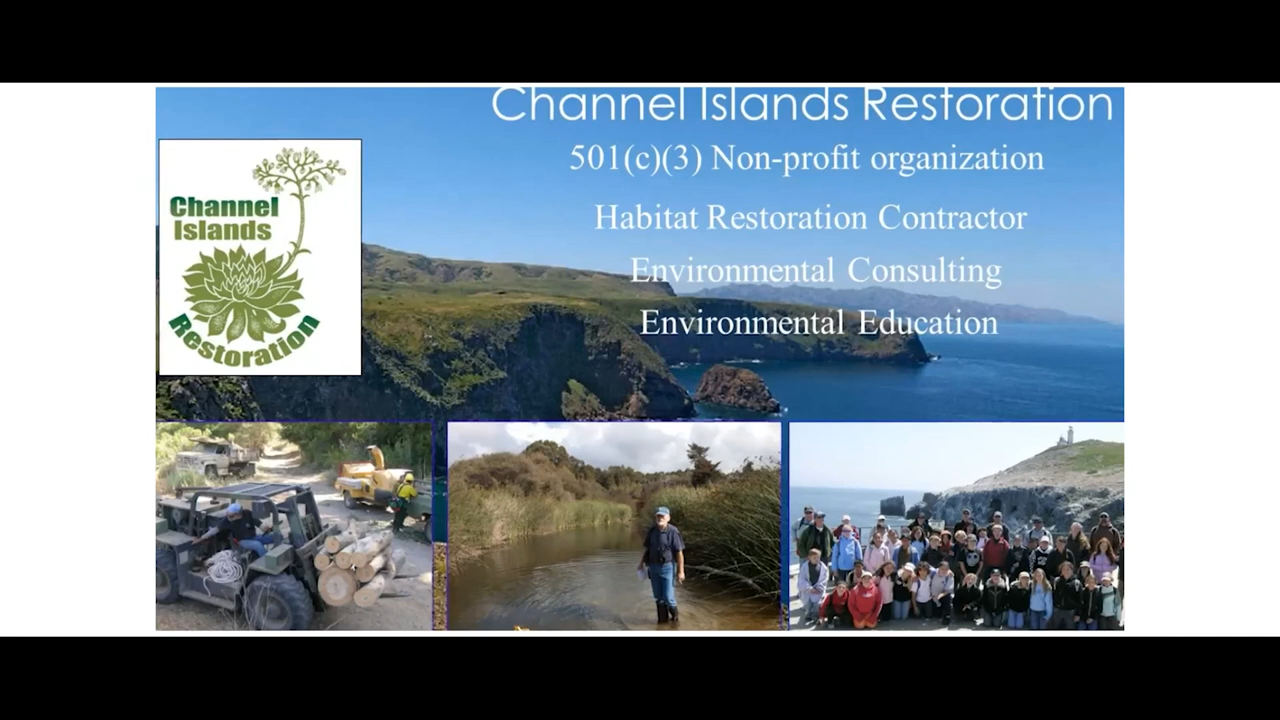 Channel Islands Restoration
501(c)(3) Non-profit organization
Habitat Restoration Contractor
Environmental Consulting
Environmental Education
Channel
Islands
Restoration